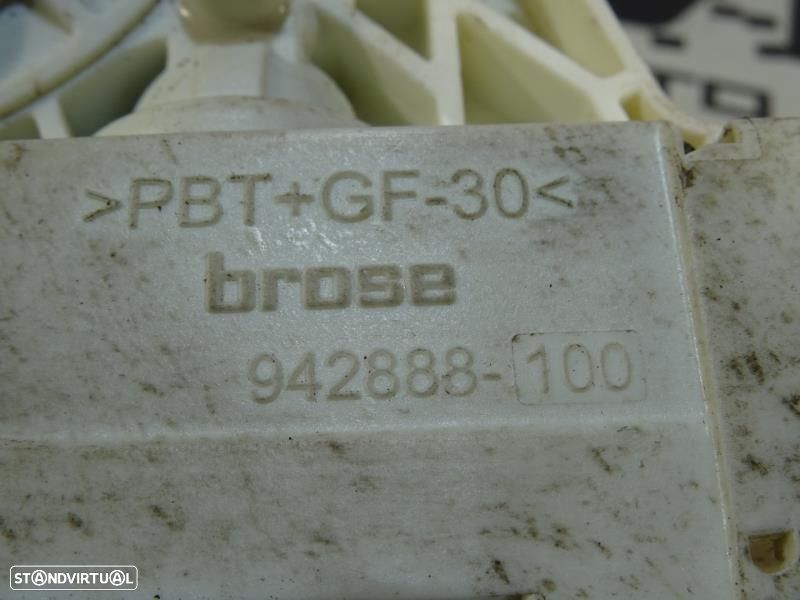 >PBT+GF-30<
brose
942888-100
STANDVIRTUAL